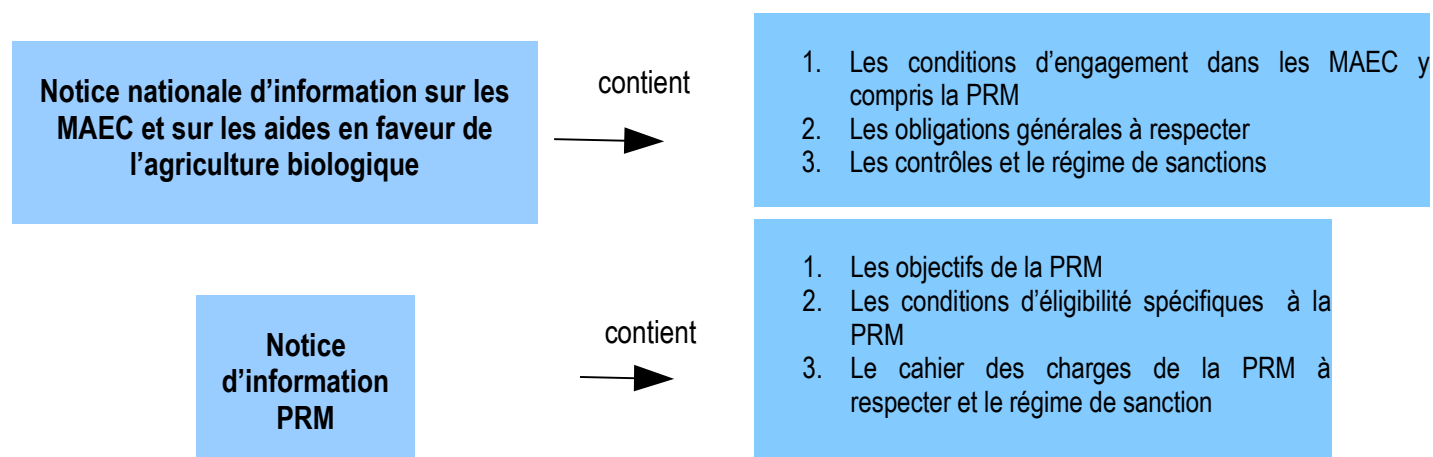 Notice nationale d'information sur les
MAEC et sur les aides en faveur de
l'agriculture biologique
contient
1. Les conditions d'engagement dans les MAEC y
compris la PRM
2. Les obligations générales à respecter
3. Les contrôles et le régime de sanctions
Notice
d'information
PRM
contient
1. Les objectifs de la PRM
2. Les conditions d'éligibilité spécifiques à la
PRM
3. Le cahier des charges de la PRM à
respecter et le régime de sanction